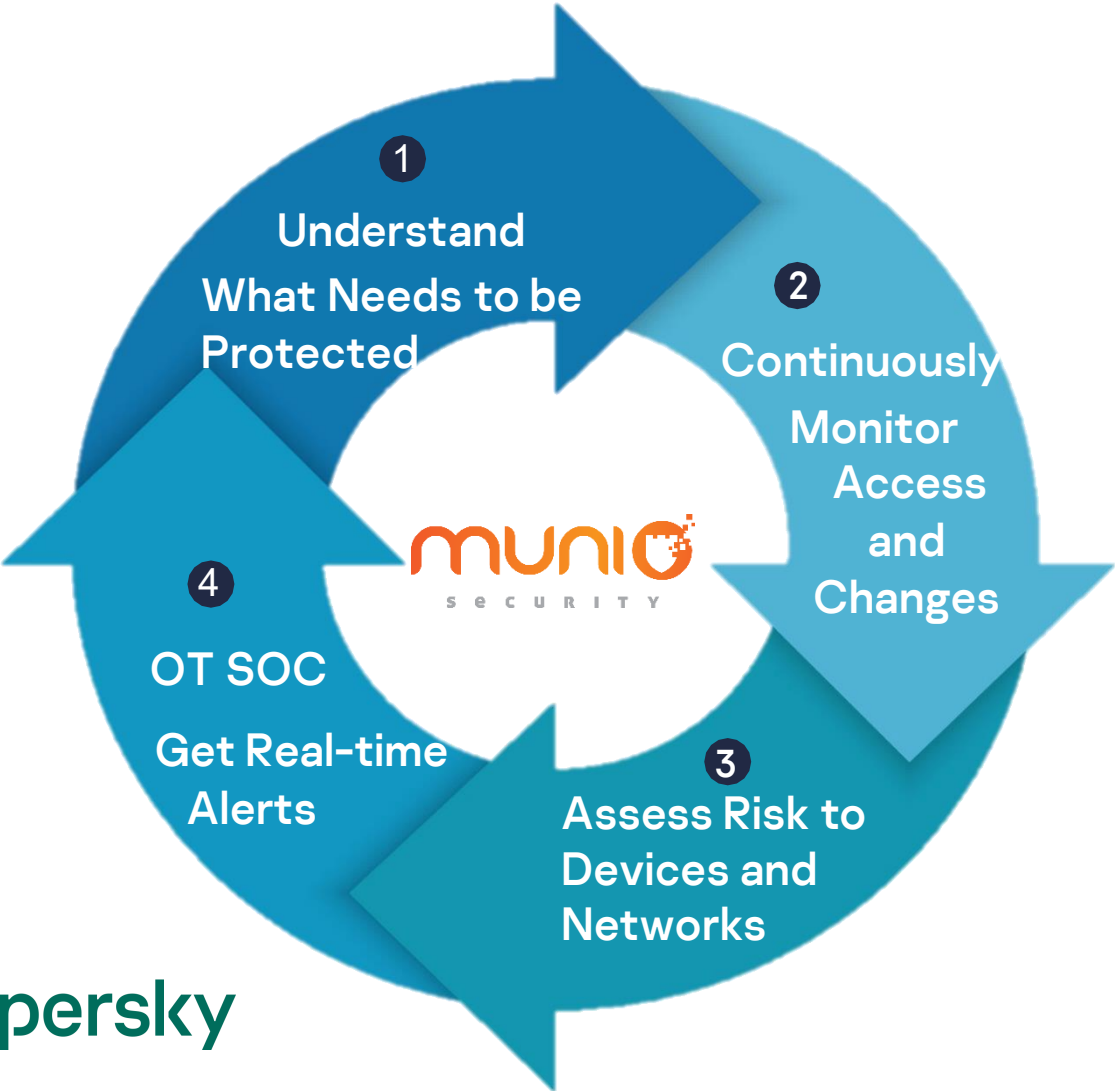 1
Understand
What Needs to be
Protected
2
Continuously
Monitor
Access
and
Changes
3
Assess Risk to
Devices and
Networks
4
OT SOC
Get Real-time
Alerts
munio
SECURITY
persky